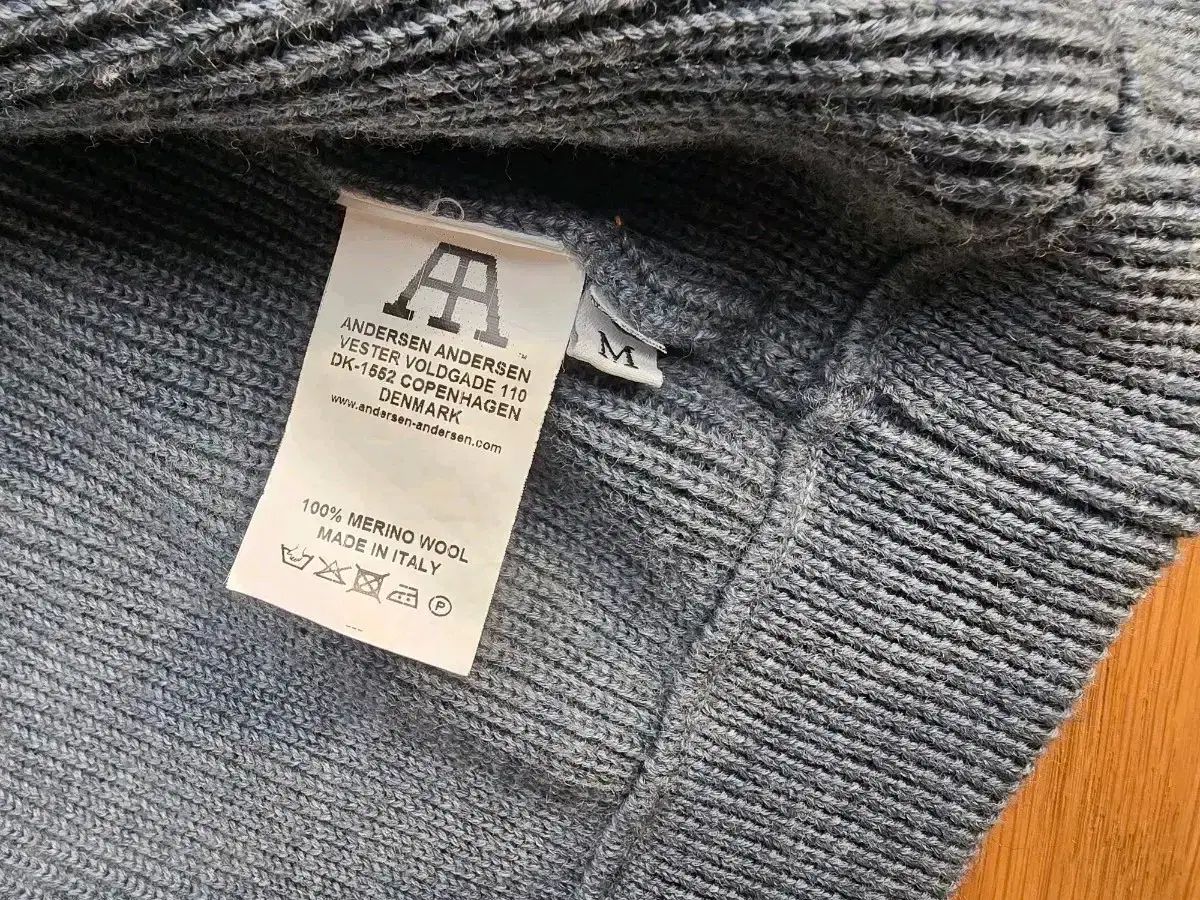 ANDERSEN ANDERSEN™
VESTER VOLDGADE 110
DK-1552 COPENHAGEN
DENMARK
www.andersen-andersen.com
100% MERINO WOOL
MADE IN ITALY
P
M